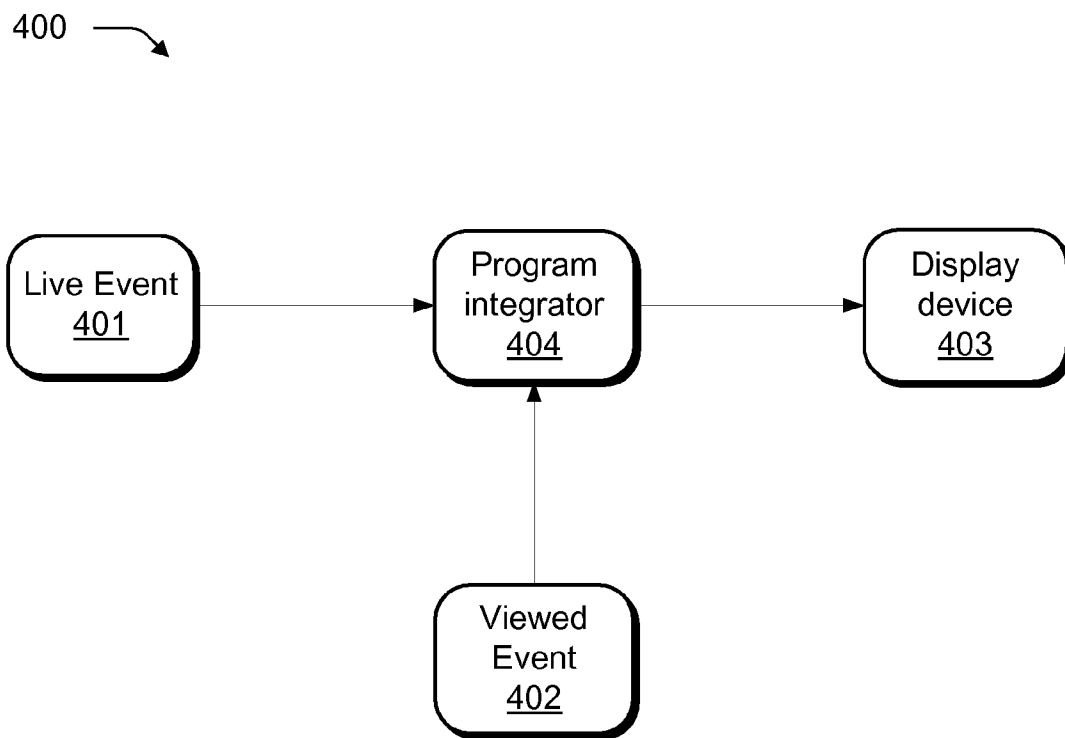 400
Live Event
401
Program
integrator
404
Display
device
403
Viewed
Event
402